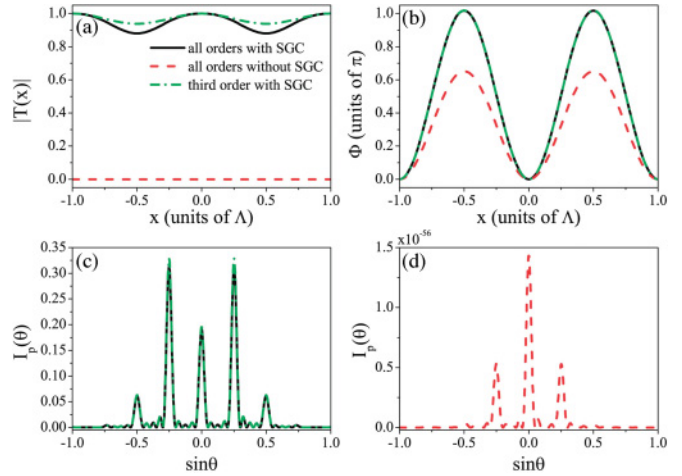 (a)
all orders with SGC
all orders without SGC
third order with SGC
|T(x)|
1.0
0.8
0.6
0.4
0.2
0.0
-1.0 -0.5 0.0 0.5 1.0
x (units of Λ)
(b)
Φ (units of π)
1.0
0.8
0.6
0.4
0.2
0.0
-1.0 -0.5 0.0 0.5 1.0
x (units of Λ)
(c)
I_p(θ)
0.35
0.30
0.25
0.20
0.15
0.10
0.05
0.00
-1.0 -0.5 0.0 0.5 1.0
sinθ
x10^-56
(d)
I_p(θ)
1.5
1.0
0.5
0.0
-1.0 -0.5 0.0 0.5 1.0
sinθ